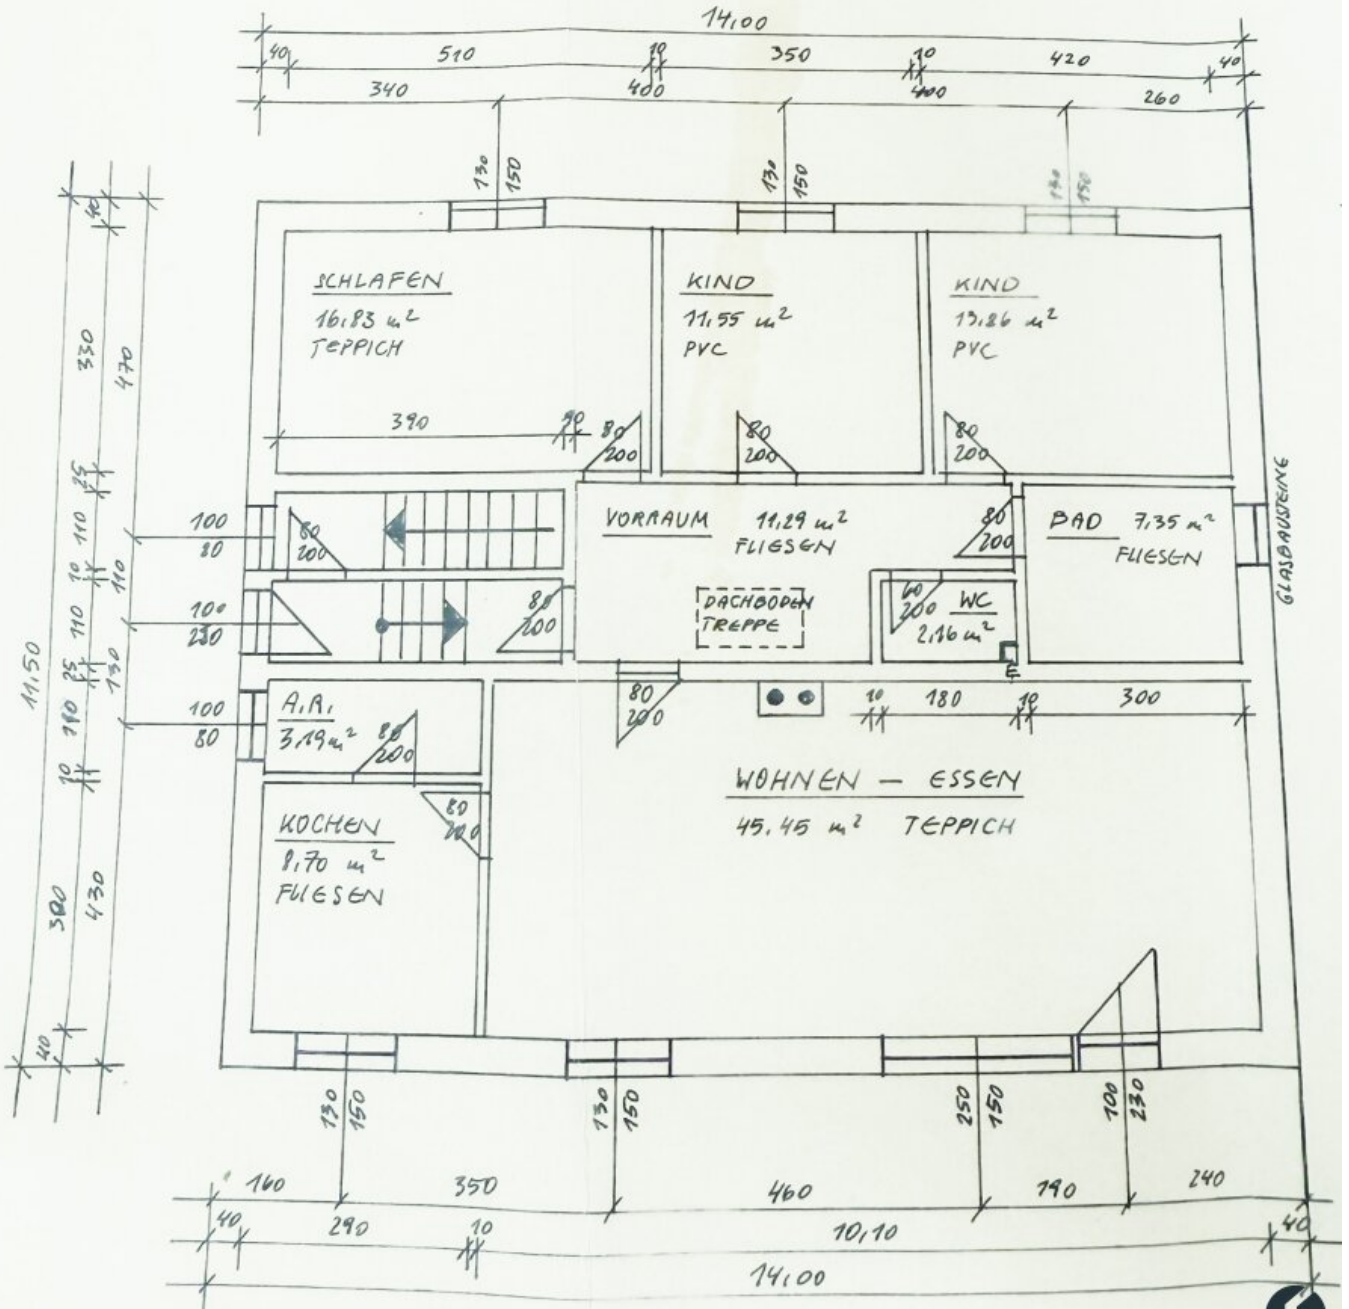 14,00
40 510 10 350 10 420 40
340 400 400 260
130 150
130 150
130 150
SCHLAFEN
16,83 m²
TEPPICH
KIND
11,55 m²
PVC
KIND
13,86 m²
PVC
390
80
200
80
200
80
200
11,50
40 330 25 110 10 110 25 10 300 40
470 110 130 430
100
80
80
200
100
80
200
VORRAUM 11,29 m²
FLIESEN
80
200
BAD 7,35 m²
FLIESEN
GLASBAUSTEINE
DACHBODEN
TREPPE
60
200
WC
2,16 m²
E
100
80
A.R.
3,19 m²
80
200
80
200
10 180 10 300
WOHNEN — ESSEN
45,45 m² TEPPICH
KOCHEN
8,70 m²
FLIESEN
80
200
130 150
130 150
250 150
100 230
160 350 460 190 240
40 290 10 10,10 40
14,00